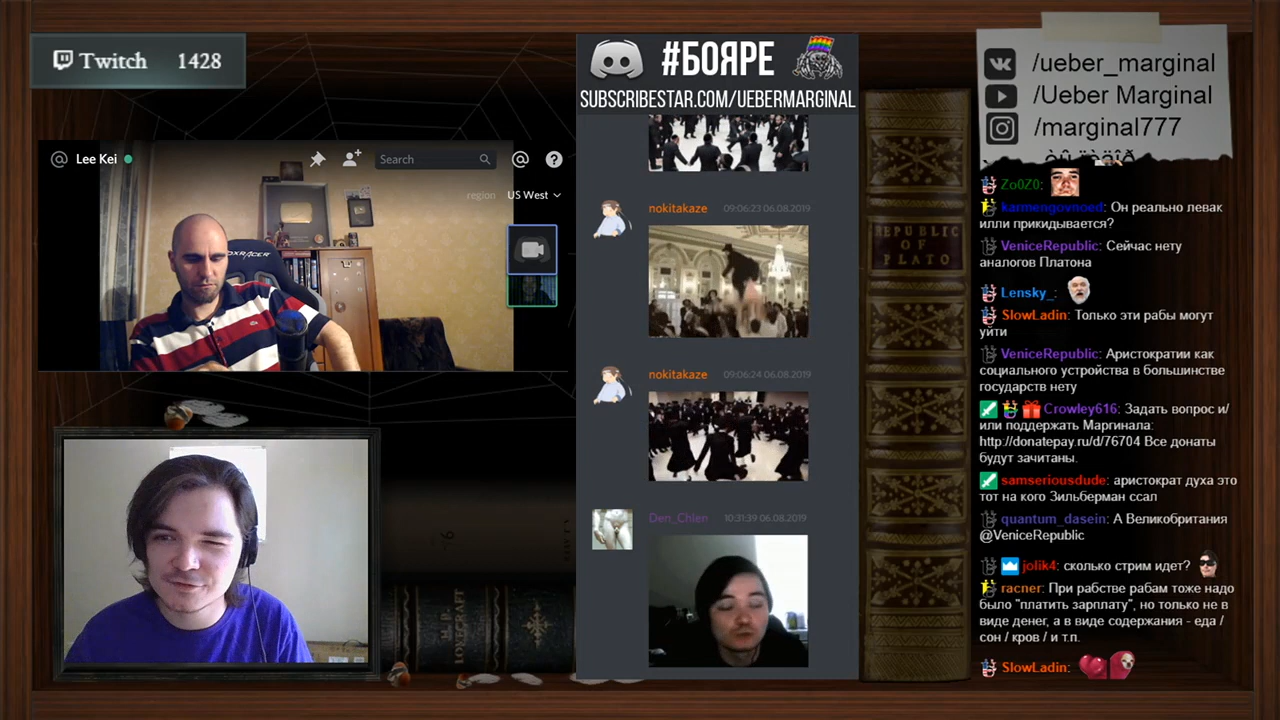 Twitch 1428
Lee Kei
Search
region US West
DXRACER
#БОЯРЕ
SUBSCRIBESTAR.COM/UEBERMARGINAL
nokitakaze 09:06:23 06.08.2019
nokitakaze 09:06:24 06.08.2019
Den_Chlen 10:31:39 06.08.2019
REPUBLIC
OF
PLATO
LOVECRAFT
/ueber_marginal
/Ueber Marginal
/marginal777
Zo0Z0:
karmengovnoed: Он реально левак
илли прикидывается?
VeniceRepublic: Сейчас нету
аналогов Платона
Lensky_:
SlowLadin: Только эти рабы могут
уйти
VeniceRepublic: Аристократии как
социального устройства в большинстве
государств нету
Crowley616: Задать вопрос и/
или поддержать Маргинала:
http://donatepay.ru/d/76704 Все донаты
будут зачитаны.
samseriousdude: аристократ духа это
тот на кого Зильберман ссал
quantum_dasein: А Великобритания
@VeniceRepublic
jolik4: сколько стрим идет?
racner: При рабстве рабам тоже надо
было "платить зарплату", но только не в
виде денег, а в виде содержания - еда /
сон / кров / и т.п.
SlowLadin: